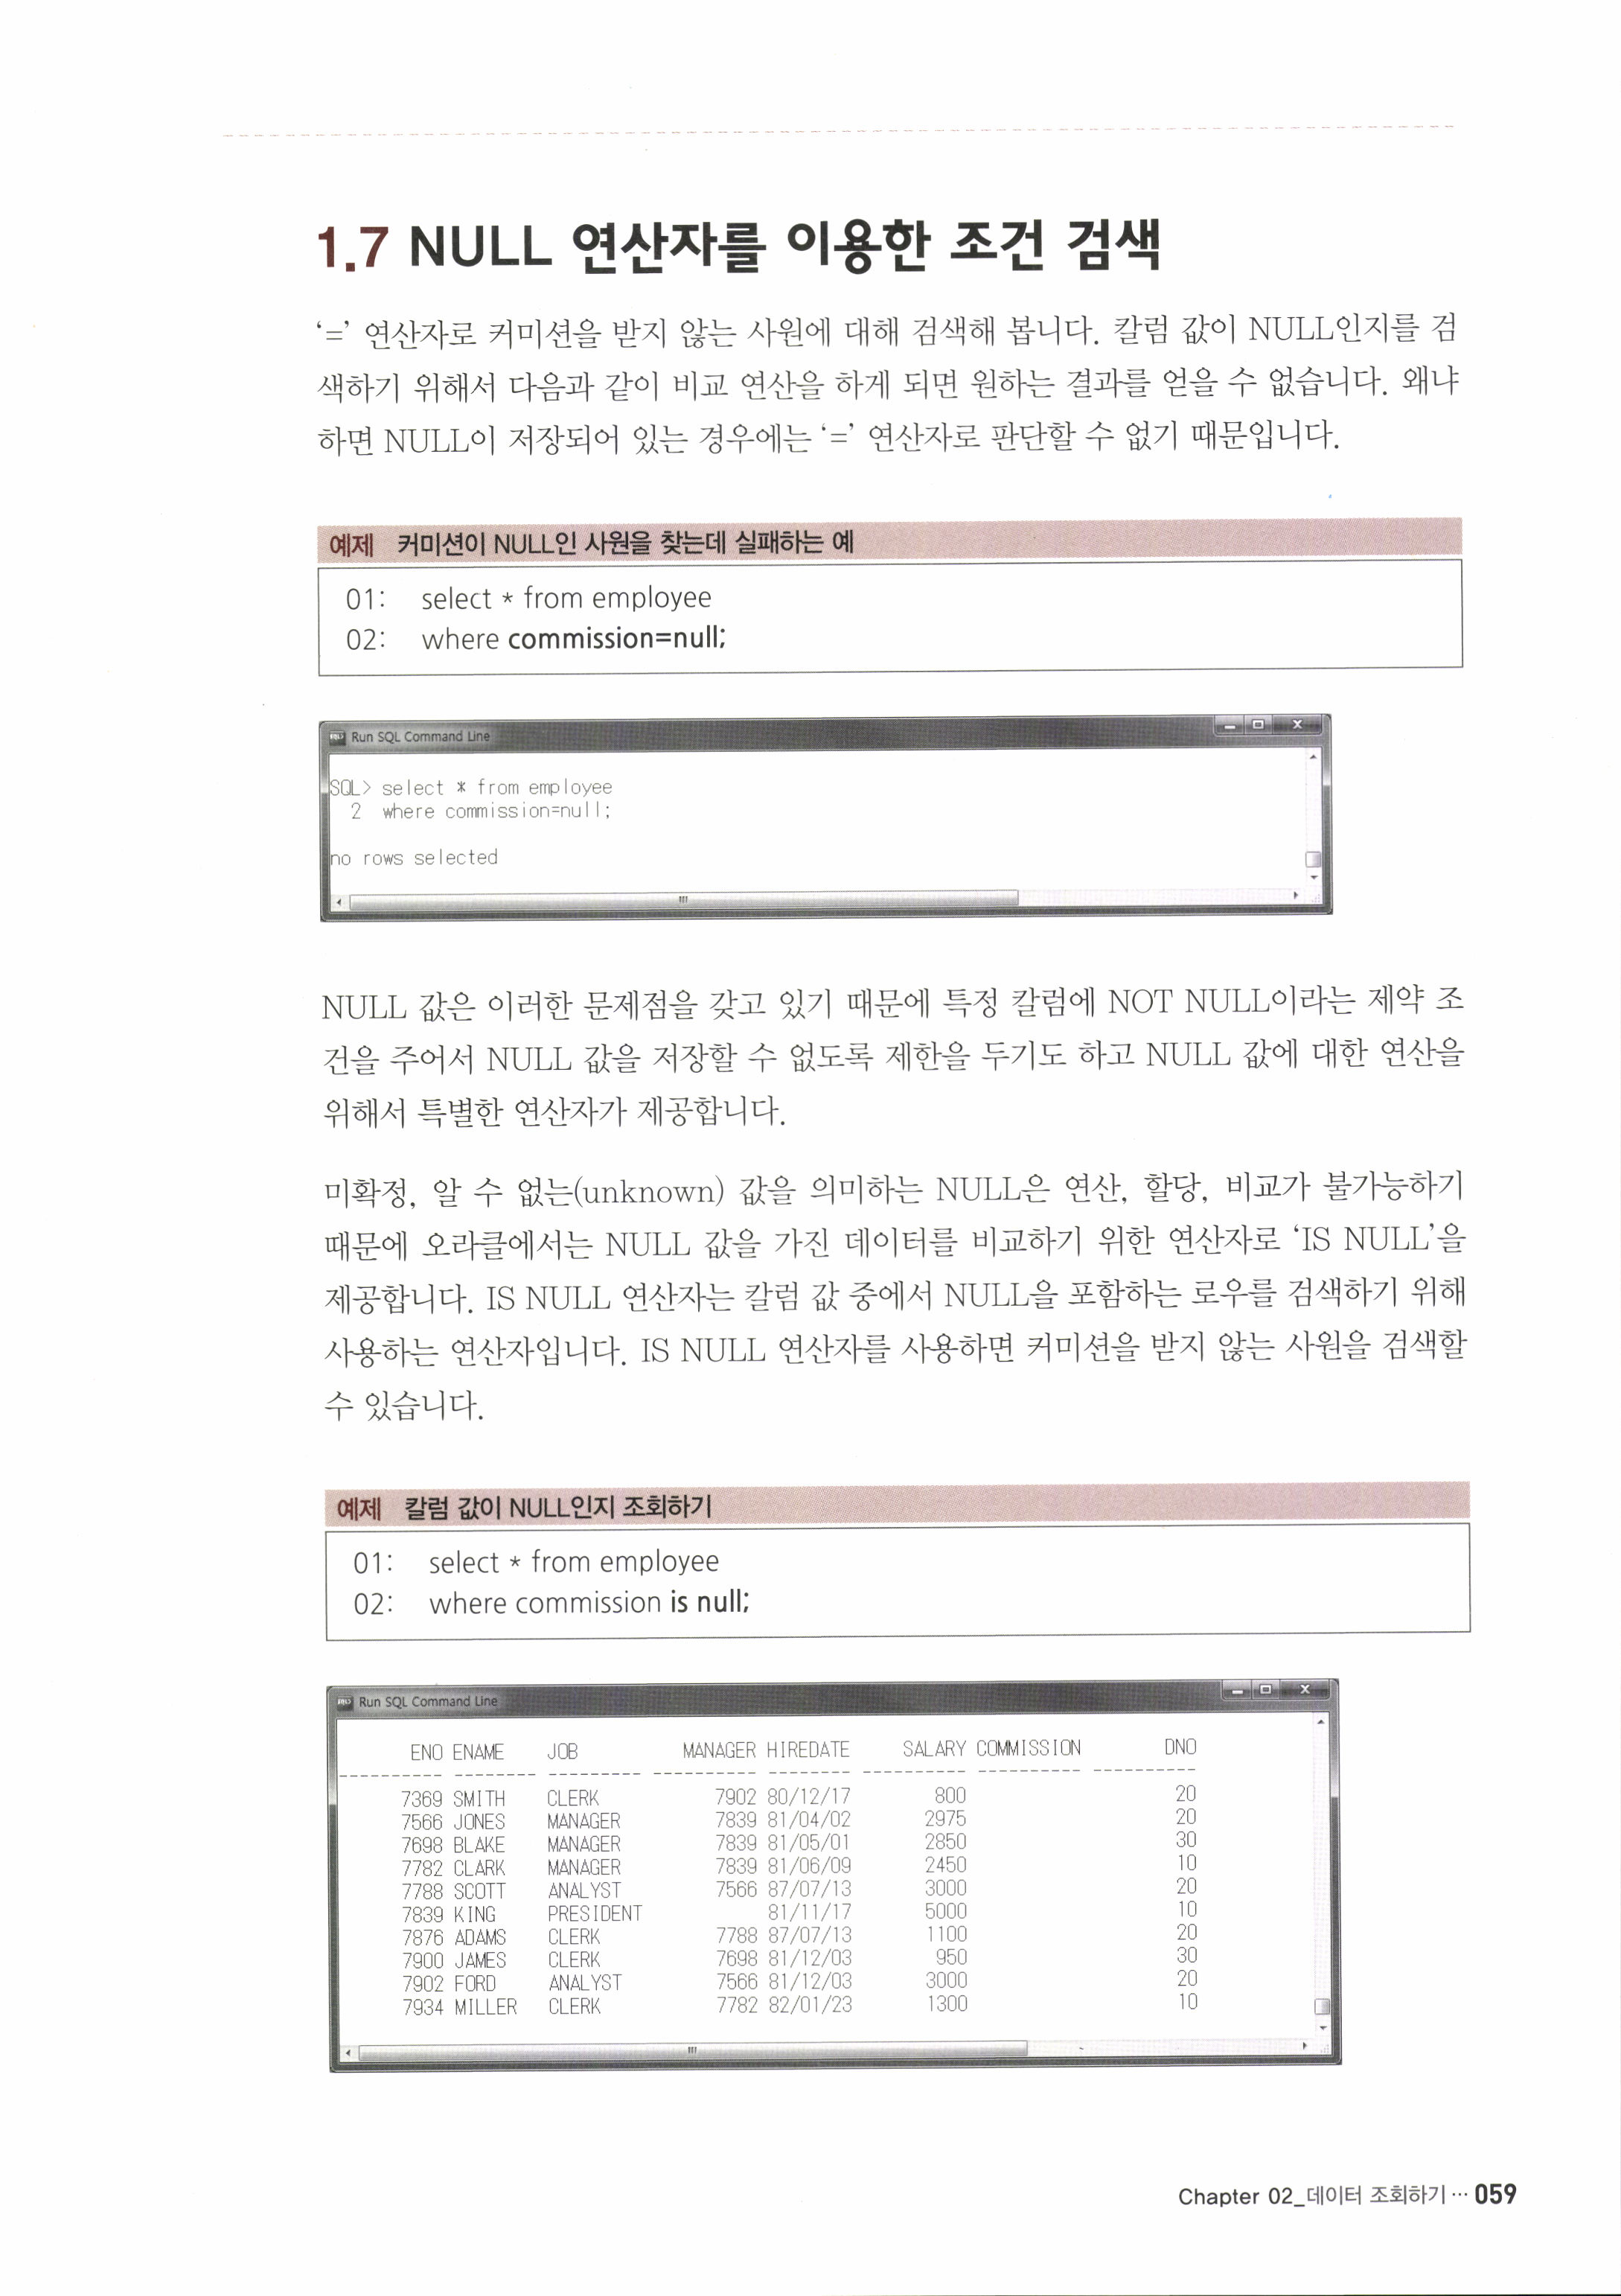 1.7 NULL 연산자를 이용한 조건 검색
‘=’ 연산자로 커미션을 받지 않는 사원에 대해 검색해 봅니다. 칼럼 값이 NULL인지를 검
색하기 위해서 다음과 같이 비교 연산을 하게 되면 원하는 결과를 얻을 수 없습니다. 왜냐
하면 NULL이 저장되어 있는 경우에는 ‘=’ 연산자로 판단할 수 없기 때문입니다.
예제 커미션이 NULL인 사원을 찾는데 실패하는 예
01: select * from employee
02: where commission=null;
Run SQL Command Line
SQL> select * from employee
2 where commission=null;
no rows selected
NULL 값은 이러한 문제점을 갖고 있기 때문에 특정 칼럼에 NOT NULL이라는 제약 조
건을 주어서 NULL 값을 저장할 수 없도록 제한을 두기도 하고 NULL 값에 대한 연산을
위해서 특별한 연산자가 제공합니다.
미확정, 알 수 없는(unknown) 값을 의미하는 NULL은 연산, 할당, 비교가 불가능하기
때문에 오라클에서는 NULL 값을 가진 데이터를 비교하기 위한 연산자로 ‘IS NULL’을
제공합니다. IS NULL 연산자는 칼럼 값 중에서 NULL을 포함하는 로우를 검색하기 위해
사용하는 연산자입니다. IS NULL 연산자를 사용하면 커미션을 받지 않는 사원을 검색할
수 있습니다.
예제 칼럼 값이 NULL인지 조회하기
01: select * from employee
02: where commission is null;
Run SQL Command Line
ENO ENAME JOB MANAGER HIREDATE SALARY COMMISSION DNO
---------- -------- --------- ---------- -------- ---------- ---------- ----------
7369 SMITH CLERK 7902 80/12/17 800 20
7566 JONES MANAGER 7839 81/04/02 2975 20
7698 BLAKE MANAGER 7839 81/05/01 2850 30
7782 CLARK MANAGER 7839 81/06/09 2450 10
7788 SCOTT ANALYST 7566 87/07/13 3000 20
7839 KING PRESIDENT 81/11/17 5000 10
7876 ADAMS CLERK 7788 87/07/13 1100 20
7900 JAMES CLERK 7698 81/12/03 950 30
7902 FORD ANALYST 7566 81/12/03 3000 20
7934 MILLER CLERK 7782 82/01/23 1300 10
Chapter 02_데이터 조회하기 ··· 059